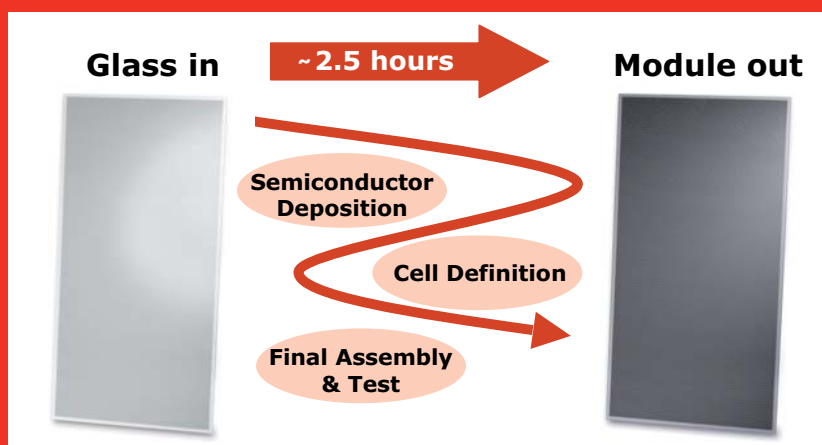 Glass in
~2.5 hours
Module out
Semiconductor
Deposition
Cell Definition
Final Assembly
& Test